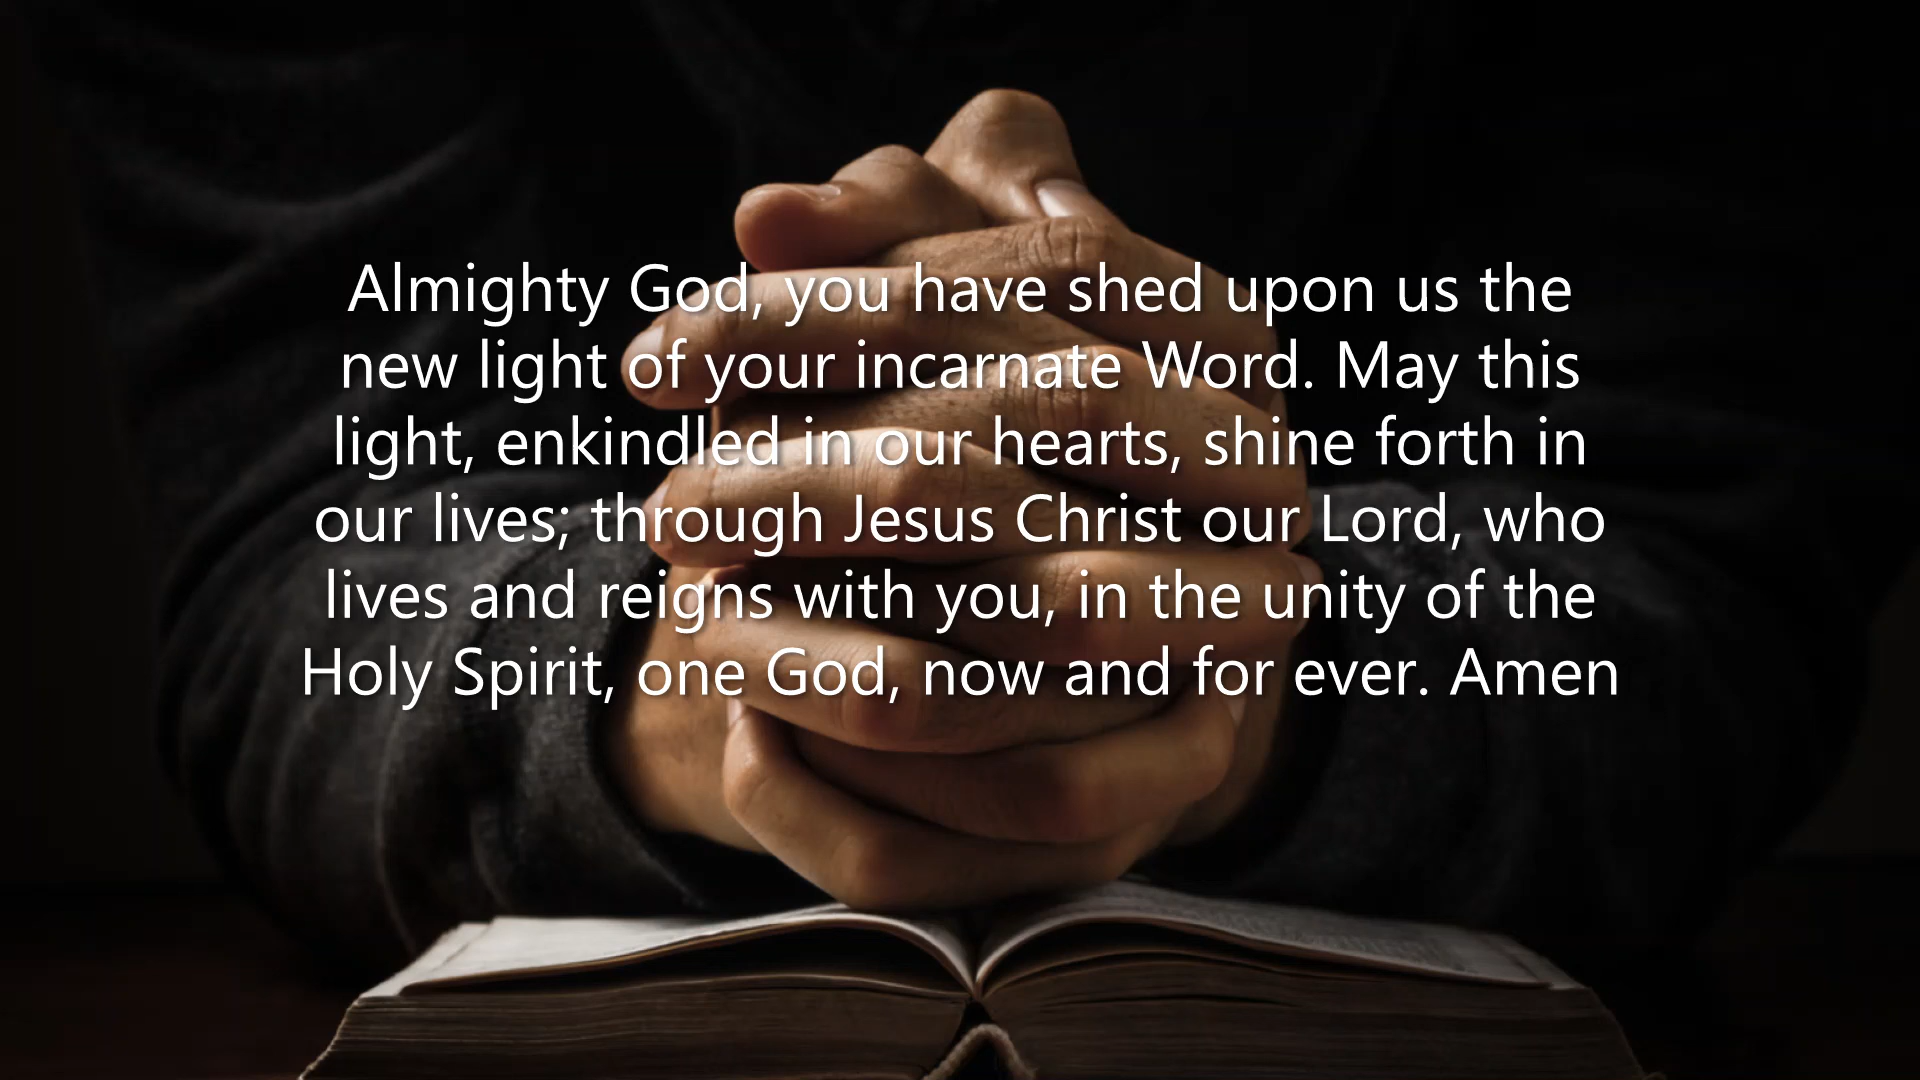 Almighty God, you have shed upon us the
new light of your incarnate Word. May this
light, enkindled in our hearts, shine forth in
our lives; through Jesus Christ our Lord, who
lives and reigns with you, in the unity of the
Holy Spirit, one God, now and for ever. Amen